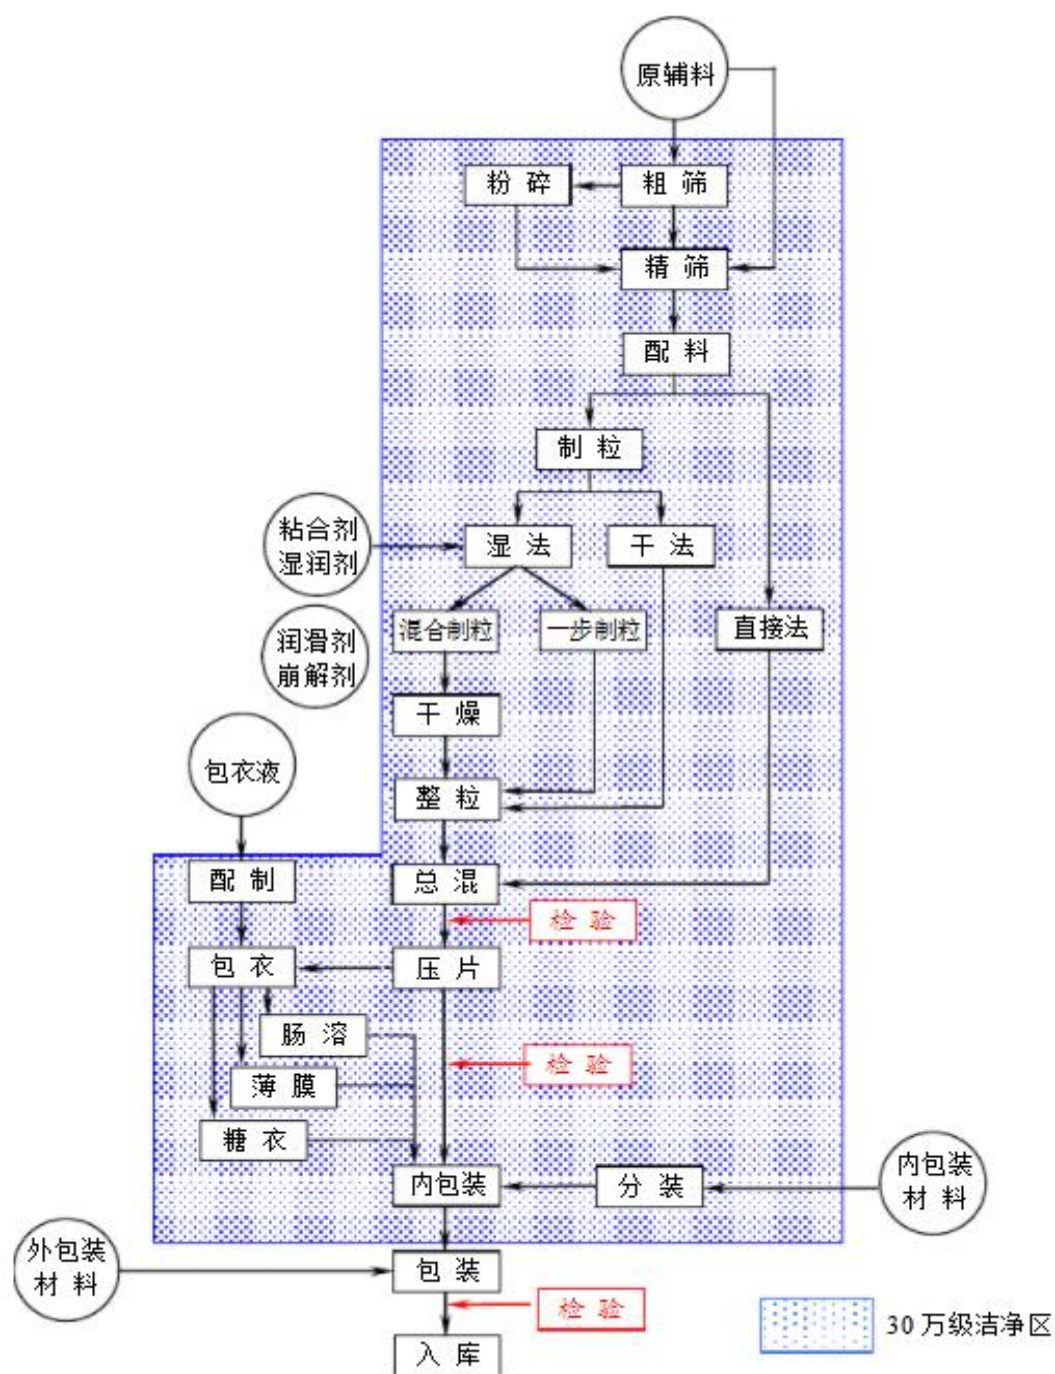 原辅料
粉碎
粗筛
精筛
配料
制粒
粘合剂
湿润剂
湿法
干法
混合制粒
一步制粒
直接法
润滑剂
崩解剂
干燥
包衣液
整粒
配制
总混
检验
包衣
压片
肠溶
检验
薄膜
糖衣
内包装
分装
内包装
材料
外包装
材料
包装
检验
30万级洁净区
入库